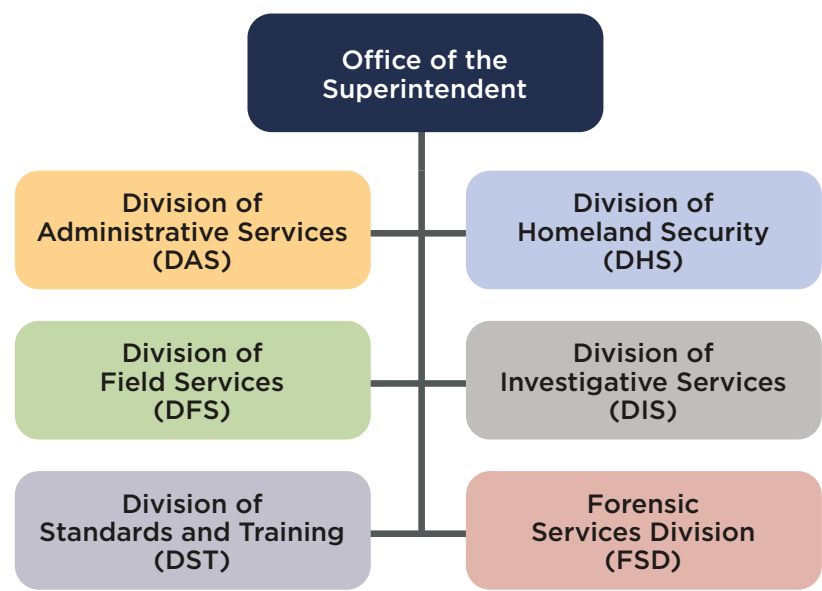 Office of the
Superintendent
Division of
Administrative Services
(DAS)
Division of
Homeland Security
(DHS)
Division of
Field Services
(DFS)
Division of
Investigative Services
(DIS)
Division of
Standards and Training
(DST)
Forensic
Services Division
(FSD)